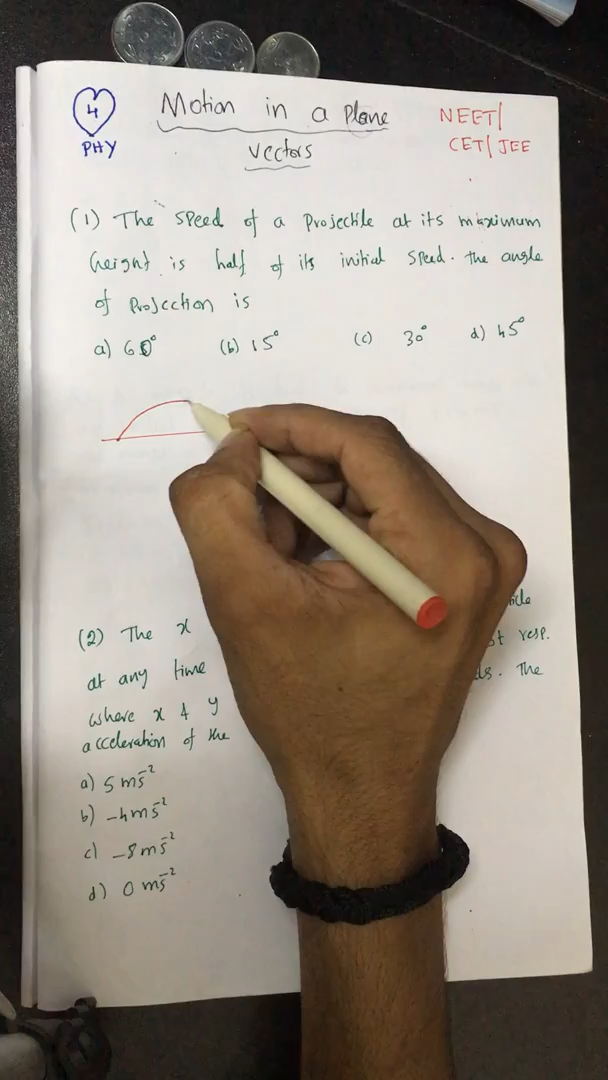 4
PHY
Motion in a plane
vectors
NEET/
CET/ JEE
(1) The speed of a projectile at its maximum
height is half of its initial speed. the angle
of projection is
a) 60° (b) 15° (c) 30° d) 45°
(2) The x
st resp.
at any time
ds. The
where x & y
acceleration of the
a) 5 ms⁻²
b) -4 ms⁻²
c) -8 ms⁻²
d) 0 ms⁻²